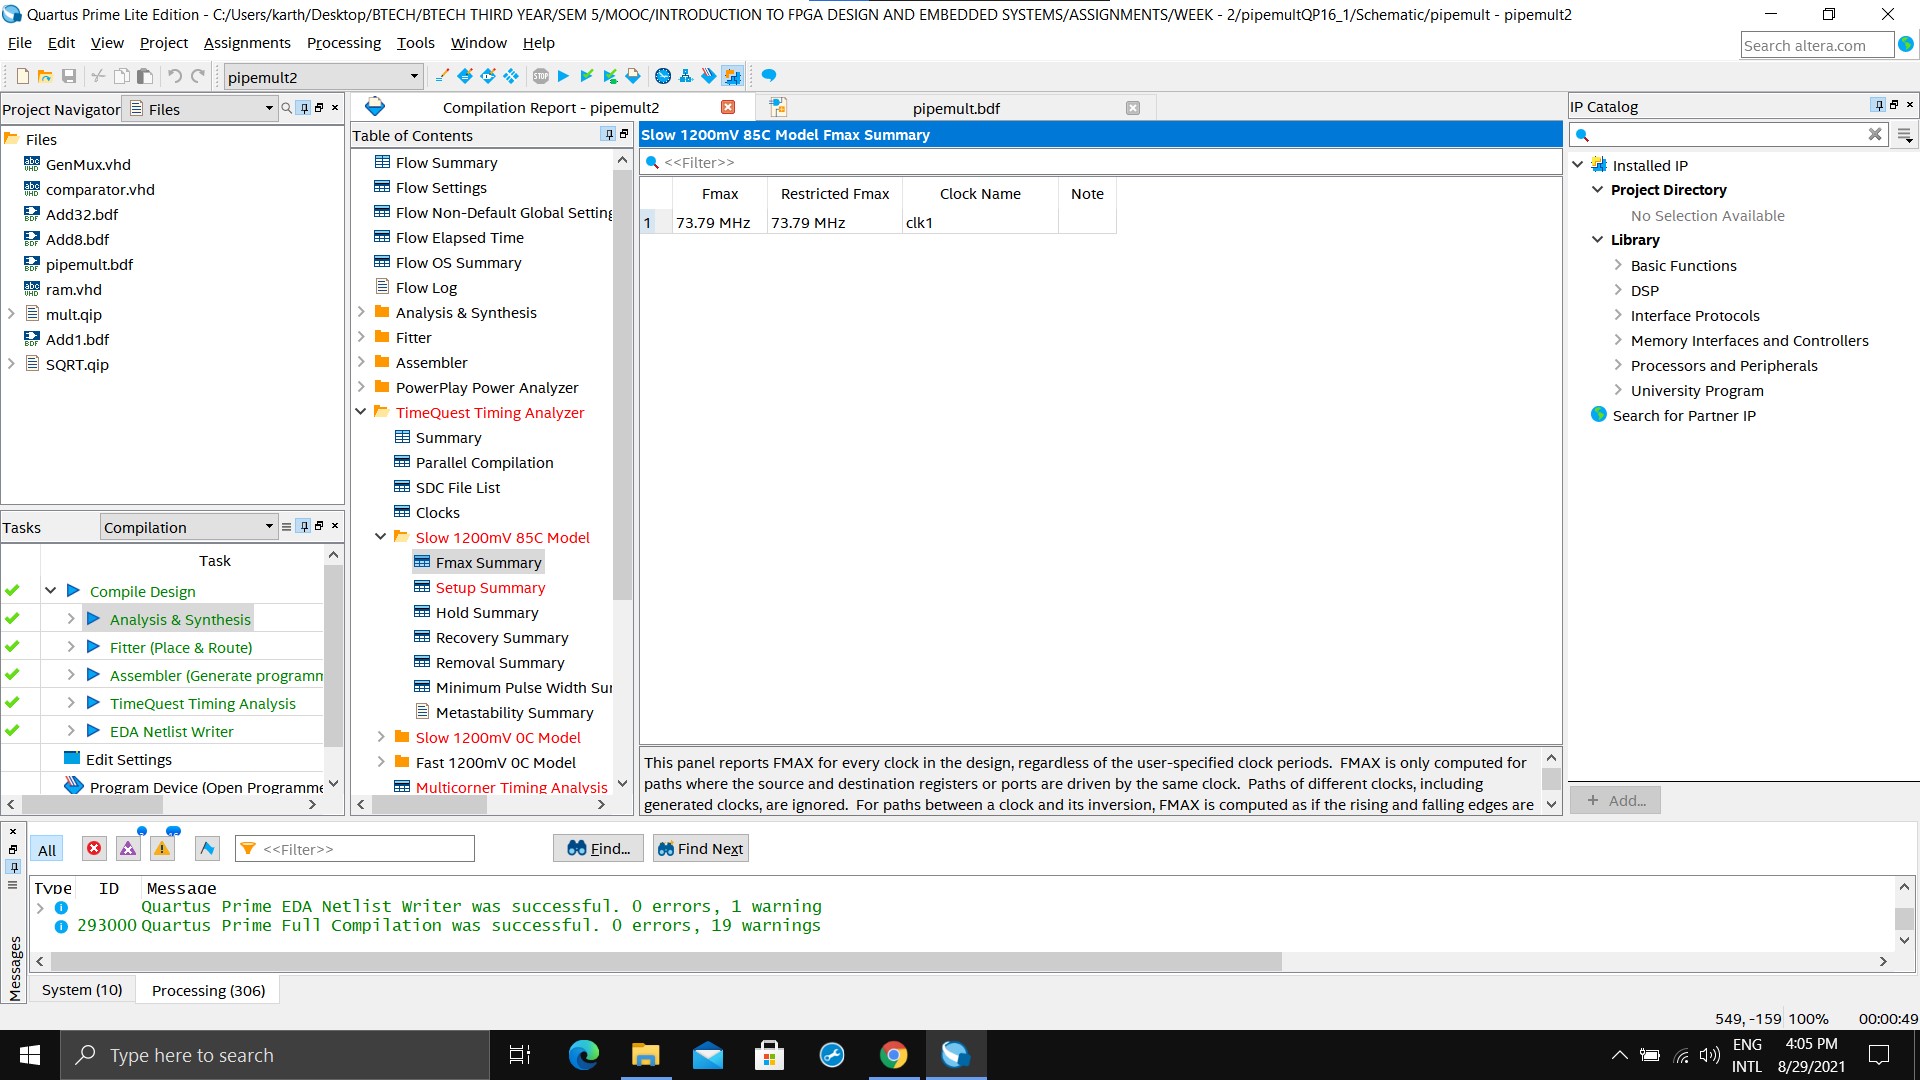 Quartus Prime Lite Edition - C:/Users/karth/Desktop/BTECH/BTECH THIRD YEAR/SEM 5/MOOC/INTRODUCTION TO FPGA DESIGN AND EMBEDDED SYSTEMS/ASSIGNMENTS/WEEK - 2/pipemultQP16_1/Schematic/pipemult - pipemult2
File Edit View Project Assignments Processing Tools Window Help
Search altera.com
pipemult2
Project Navigator Files
Files
GenMux.vhd
comparator.vhd
Add32.bdf
Add8.bdf
pipemult.bdf
ram.vhd
mult.qip
Add1.bdf
SQRT.qip
Tasks Compilation
Task
Compile Design
Analysis & Synthesis
Fitter (Place & Route)
Assembler (Generate programm
TimeQuest Timing Analysis
EDA Netlist Writer
Edit Settings
Program Device (Open Programme
Compilation Report - pipemult2
pipemult.bdf
Table of Contents
Flow Summary
Flow Settings
Flow Non-Default Global Setting
Flow Elapsed Time
Flow OS Summary
Flow Log
Analysis & Synthesis
Fitter
Assembler
PowerPlay Power Analyzer
TimeQuest Timing Analyzer
Summary
Parallel Compilation
SDC File List
Clocks
Slow 1200mV 85C Model
Fmax Summary
Setup Summary
Hold Summary
Recovery Summary
Removal Summary
Minimum Pulse Width Sur
Metastability Summary
Slow 1200mV 0C Model
Fast 1200mV 0C Model
Multicorner Timing Analysis
Slow 1200mV 85C Model Fmax Summary
<<Filter>>
Fmax Restricted Fmax Clock Name Note
1 73.79 MHz 73.79 MHz clk1
This panel reports FMAX for every clock in the design, regardless of the user-specified clock periods. FMAX is only computed for
paths where the source and destination registers or ports are driven by the same clock. Paths of different clocks, including
generated clocks, are ignored. For paths between a clock and its inversion, FMAX is computed as if the rising and falling edges are
IP Catalog
Installed IP
Project Directory
No Selection Available
Library
Basic Functions
DSP
Interface Protocols
Memory Interfaces and Controllers
Processors and Peripherals
University Program
Search for Partner IP
+ Add...
All
<<Filter>>
Find...
Find Next
Type ID Message
Quartus Prime EDA Netlist Writer was successful. 0 errors, 1 warning
293000 Quartus Prime Full Compilation was successful. 0 errors, 19 warnings
Messages
System (10) Processing (306)
549, -159 100% 00:00:49
Type here to search
ENG
INTL
4:05 PM
8/29/2021